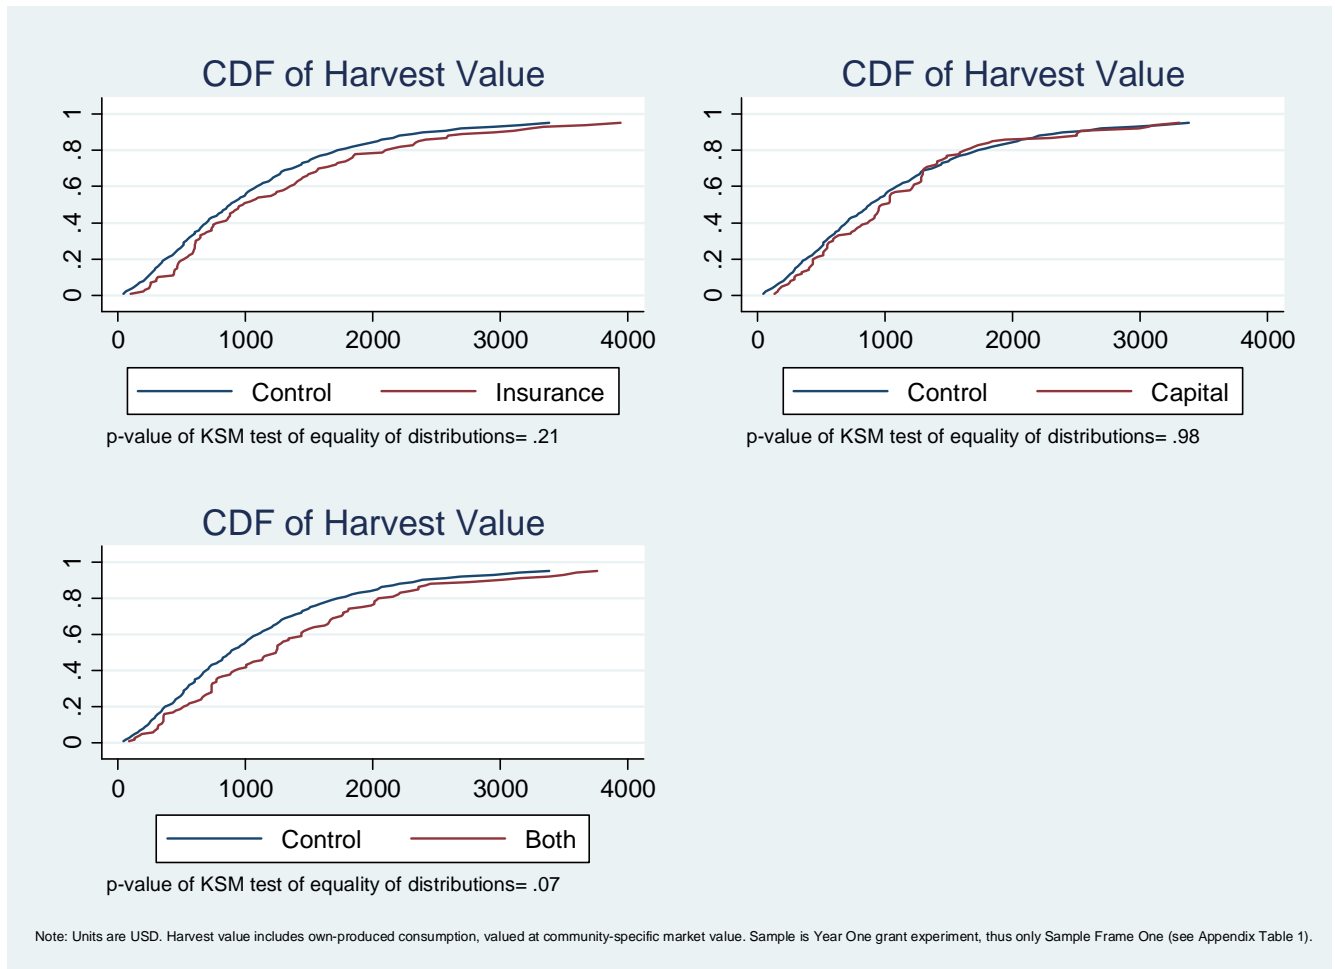 CDF of Harvest Value
1
.8
.6
.4
.2
0
0 1000 2000 3000 4000
Control Insurance
p-value of KSM test of equality of distributions= .21
CDF of Harvest Value
1
.8
.6
.4
.2
0
0 1000 2000 3000 4000
Control Capital
p-value of KSM test of equality of distributions= .98
CDF of Harvest Value
1
.8
.6
.4
.2
0
0 1000 2000 3000 4000
Control Both
p-value of KSM test of equality of distributions= .07
Note: Units are USD. Harvest value includes own-produced consumption, valued at community-specific market value. Sample is Year One grant experiment, thus only Sample Frame One (see Appendix Table 1).